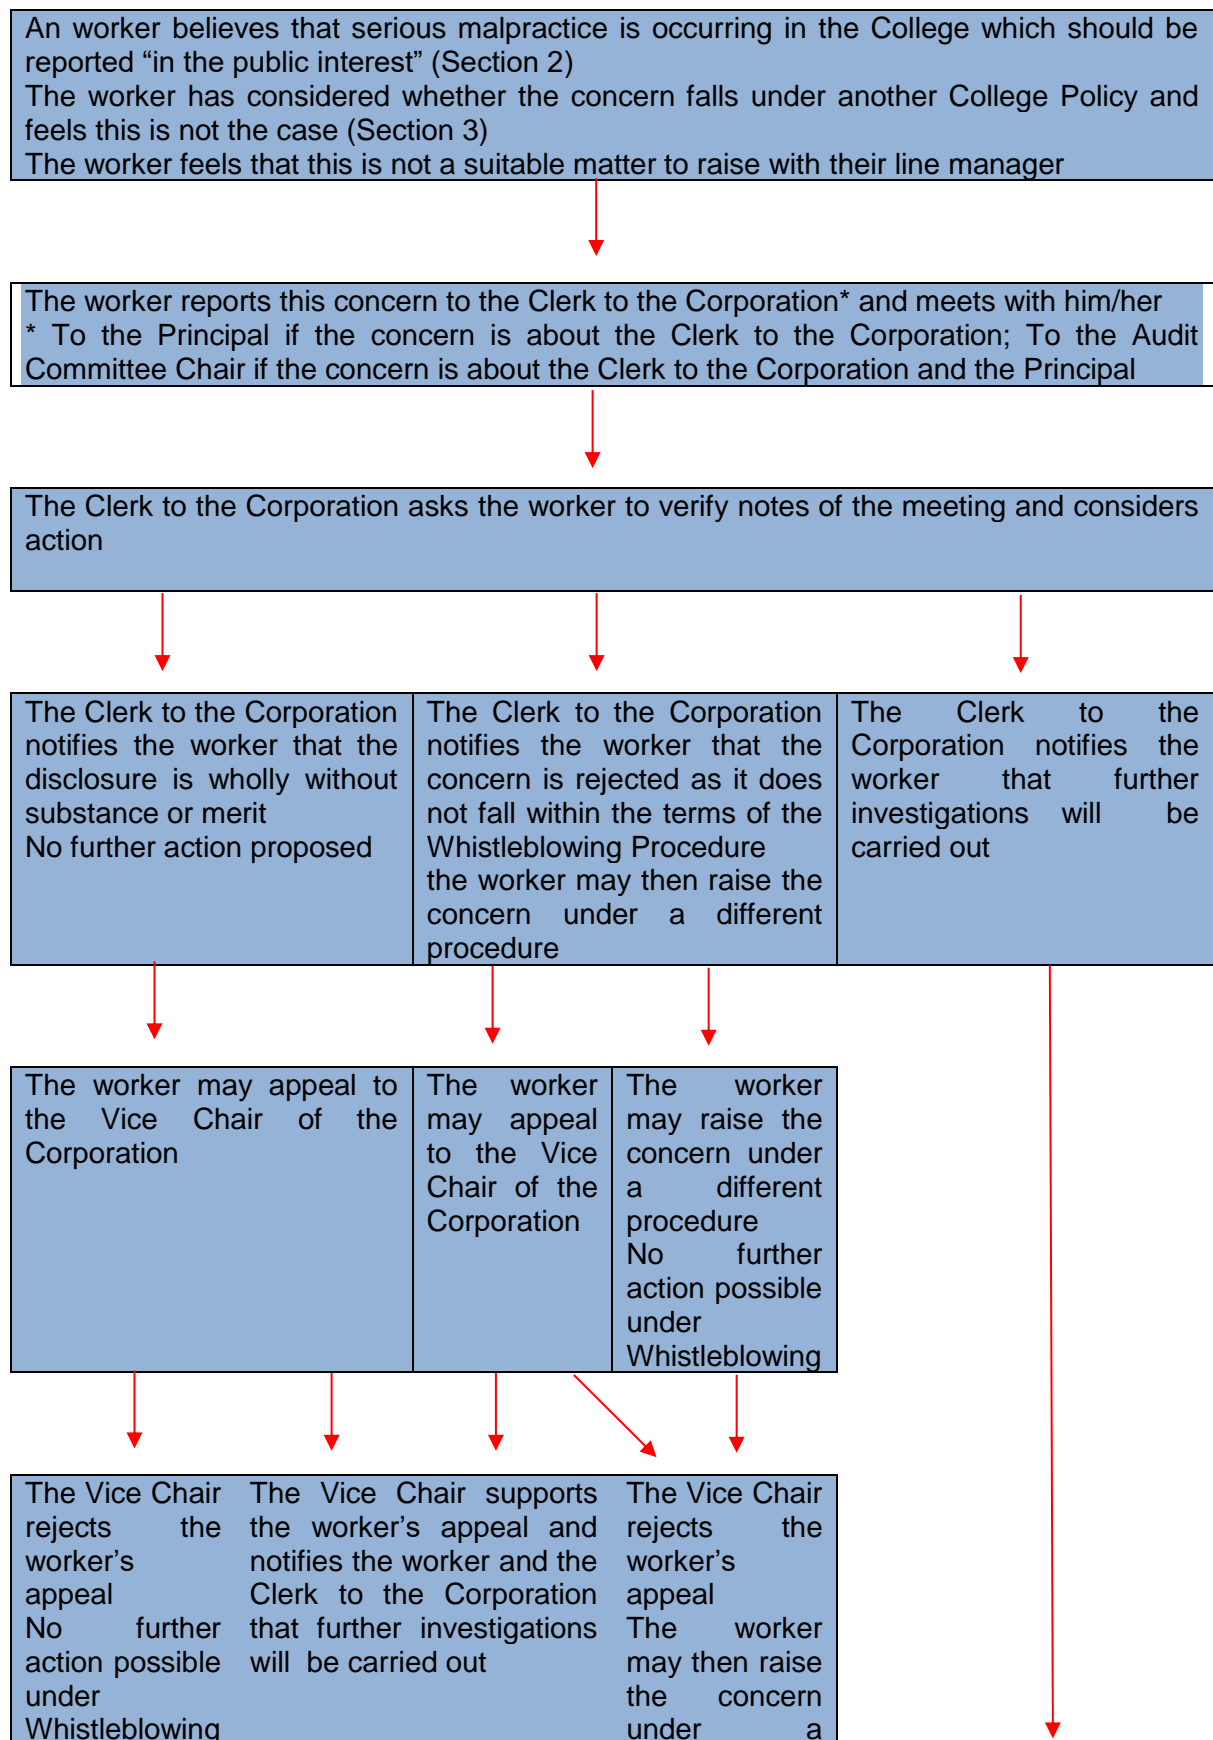 An worker believes that serious malpractice is occurring in the College which should be
reported “in the public interest” (Section 2)
The worker has considered whether the concern falls under another College Policy and
feels this is not the case (Section 3)
The worker feels that this is not a suitable matter to raise with their line manager
The worker reports this concern to the Clerk to the Corporation* and meets with him/her
* To the Principal if the concern is about the Clerk to the Corporation; To the Audit
Committee Chair if the concern is about the Clerk to the Corporation and the Principal
The Clerk to the Corporation asks the worker to verify notes of the meeting and considers
action
The Clerk to the Corporation
notifies the worker that the
disclosure is wholly without
substance or merit
No further action proposed
The Clerk to the Corporation
notifies the worker that the
concern is rejected as it does
not fall within the terms of the
Whistleblowing Procedure
the worker may then raise the
concern under a different
procedure
The Clerk to the
Corporation notifies the
worker that further
investigations will be
carried out
The worker may appeal to
the Vice Chair of the
Corporation
The worker
may appeal
to the Vice
Chair of the
Corporation
The worker
may raise the
concern under
a different
procedure
No further
action possible
under
Whistleblowing
The Vice Chair
rejects the
worker’s
appeal
No further
action possible
under
Whistleblowing
The Vice Chair supports
the worker’s appeal and
notifies the worker and the
Clerk to the Corporation
that further investigations
will be carried out
The Vice Chair
rejects the
worker’s
appeal
The worker
may then raise
the concern
under a